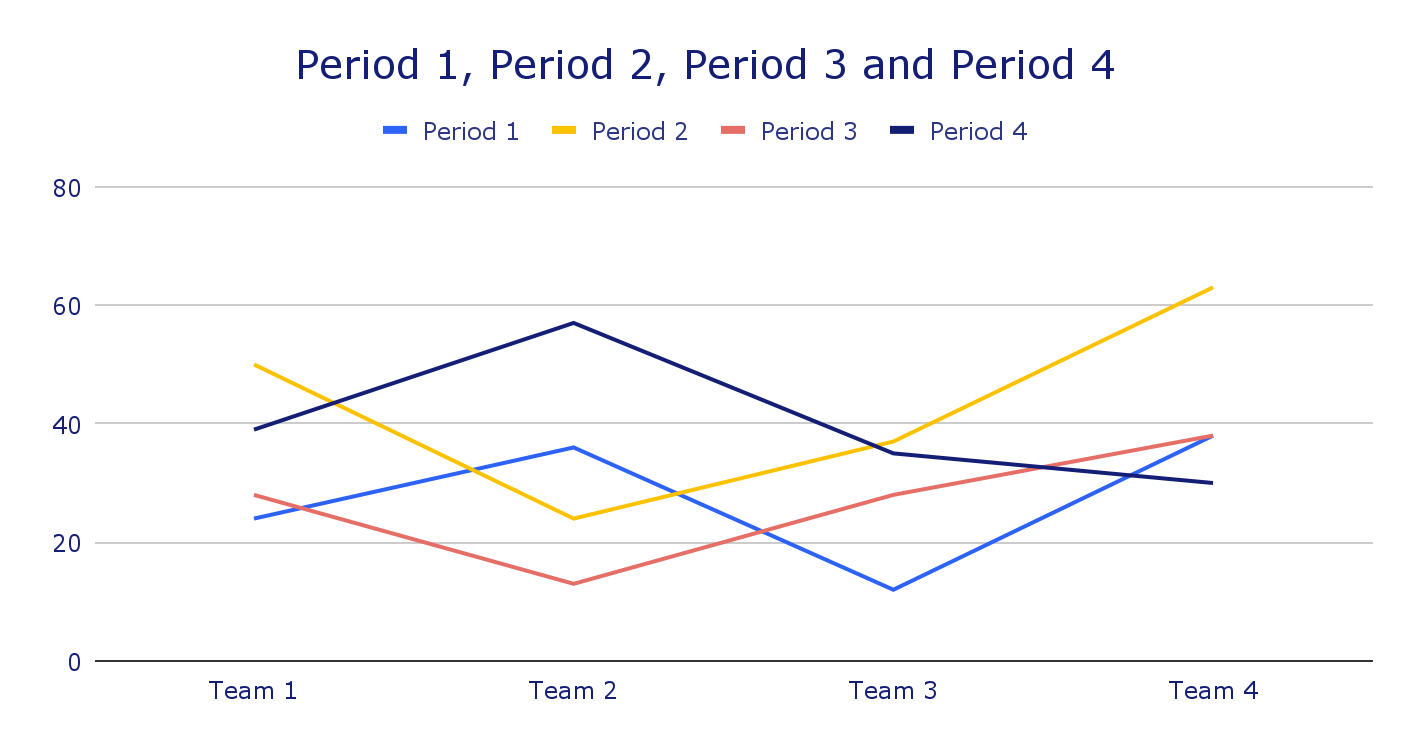 Period 1, Period 2, Period 3 and Period 4
Period 1 Period 2 Period 3 Period 4
80
60
40
20
0
Team 1 Team 2 Team 3 Team 4